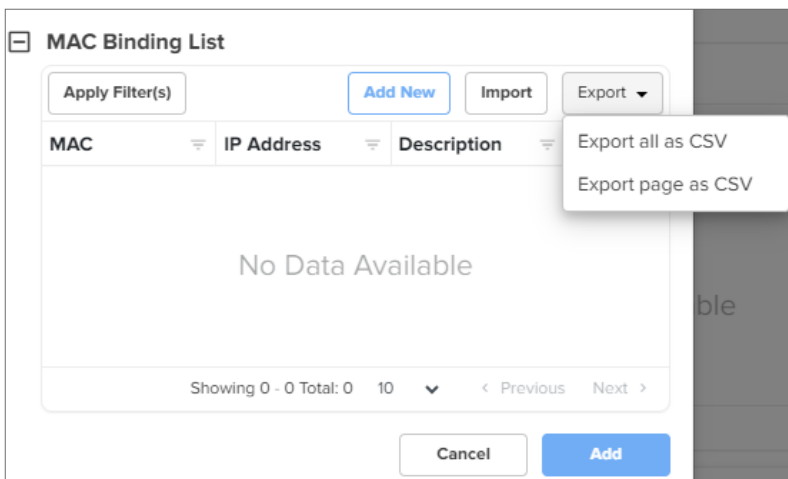 MAC Binding List
Apply Filter(s) Add New Import Export
MAC IP Address Description
Export all as CSV
Export page as CSV
No Data Available
ble
Showing 0 - 0 Total: 0 10 < Previous Next >
Cancel Add